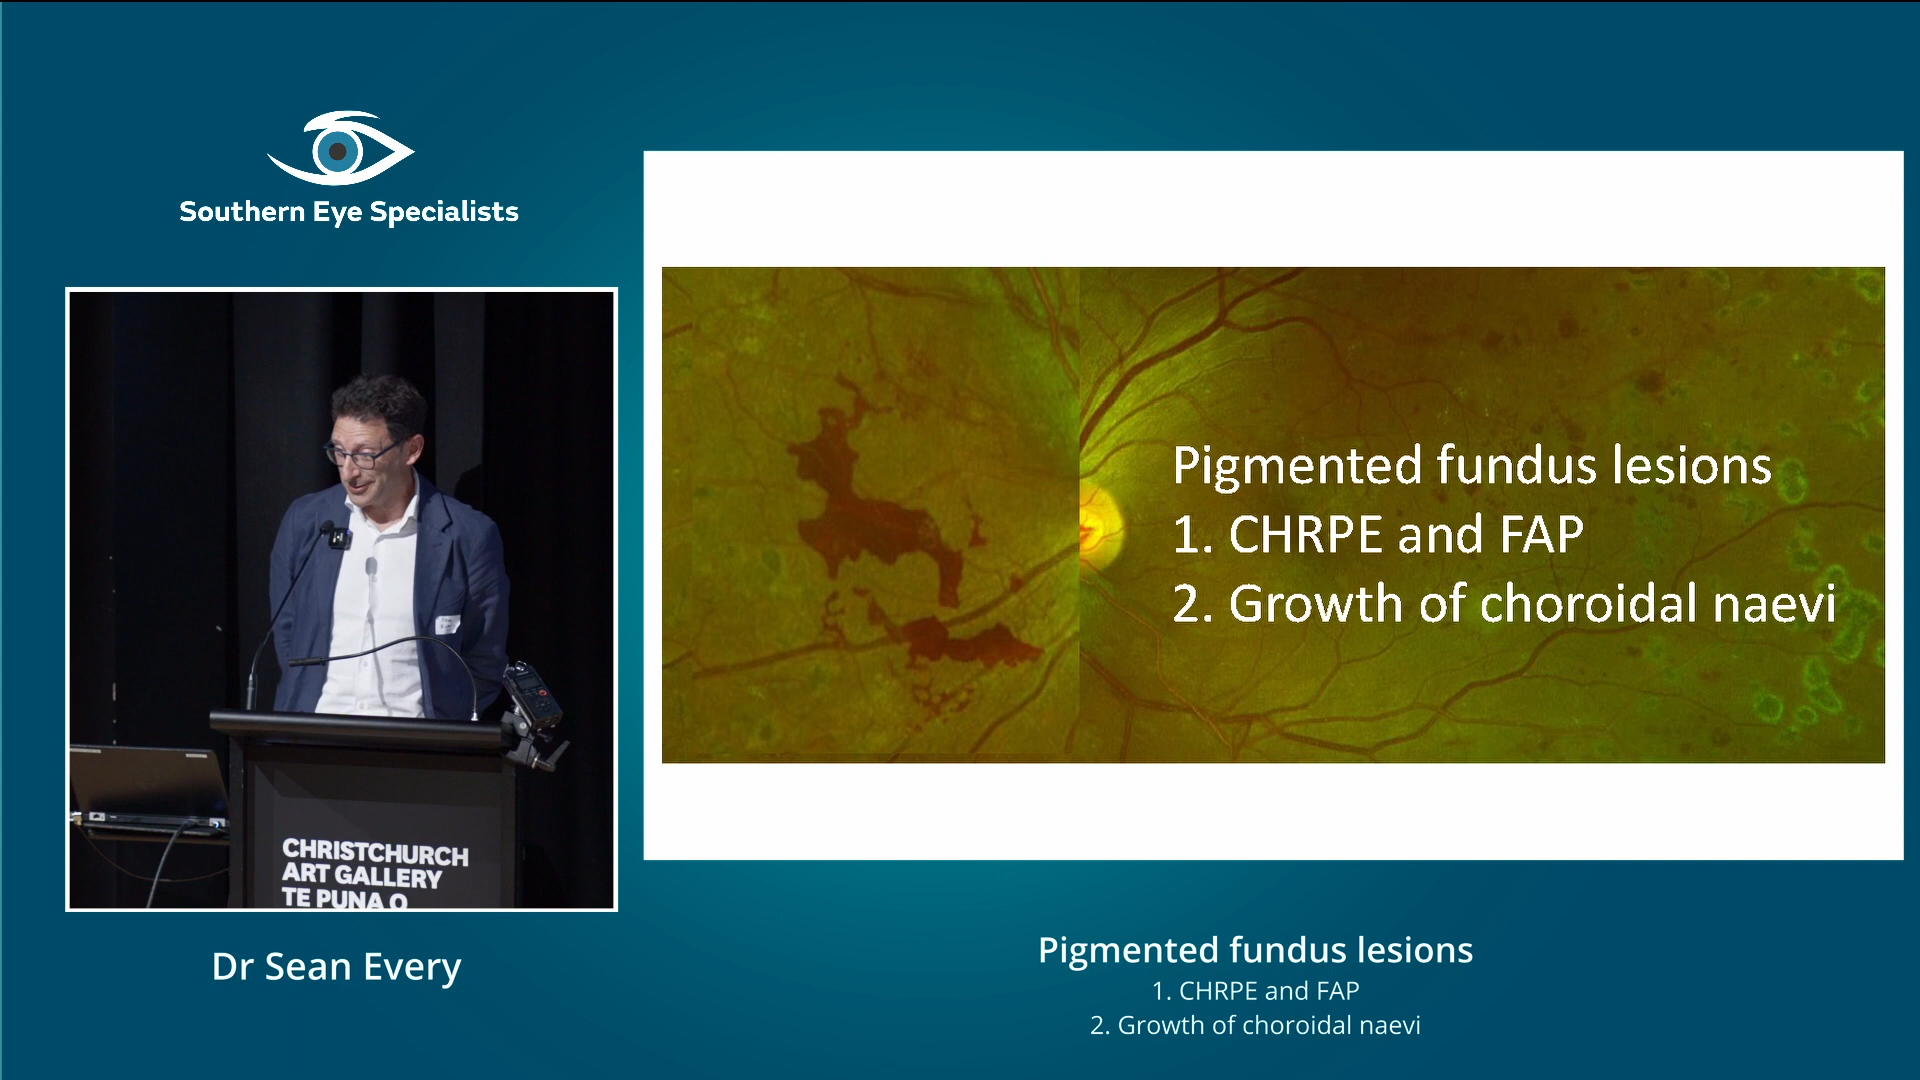 Southern Eye Specialists
Pigmented fundus lesions
1. CHRPE and FAP
2. Growth of choroidal naevi
CHRISTCHURCH
ART GALLERY
TE PUNA O
Dr Sean Every
Pigmented fundus lesions
1. CHRPE and FAP
2. Growth of choroidal naevi